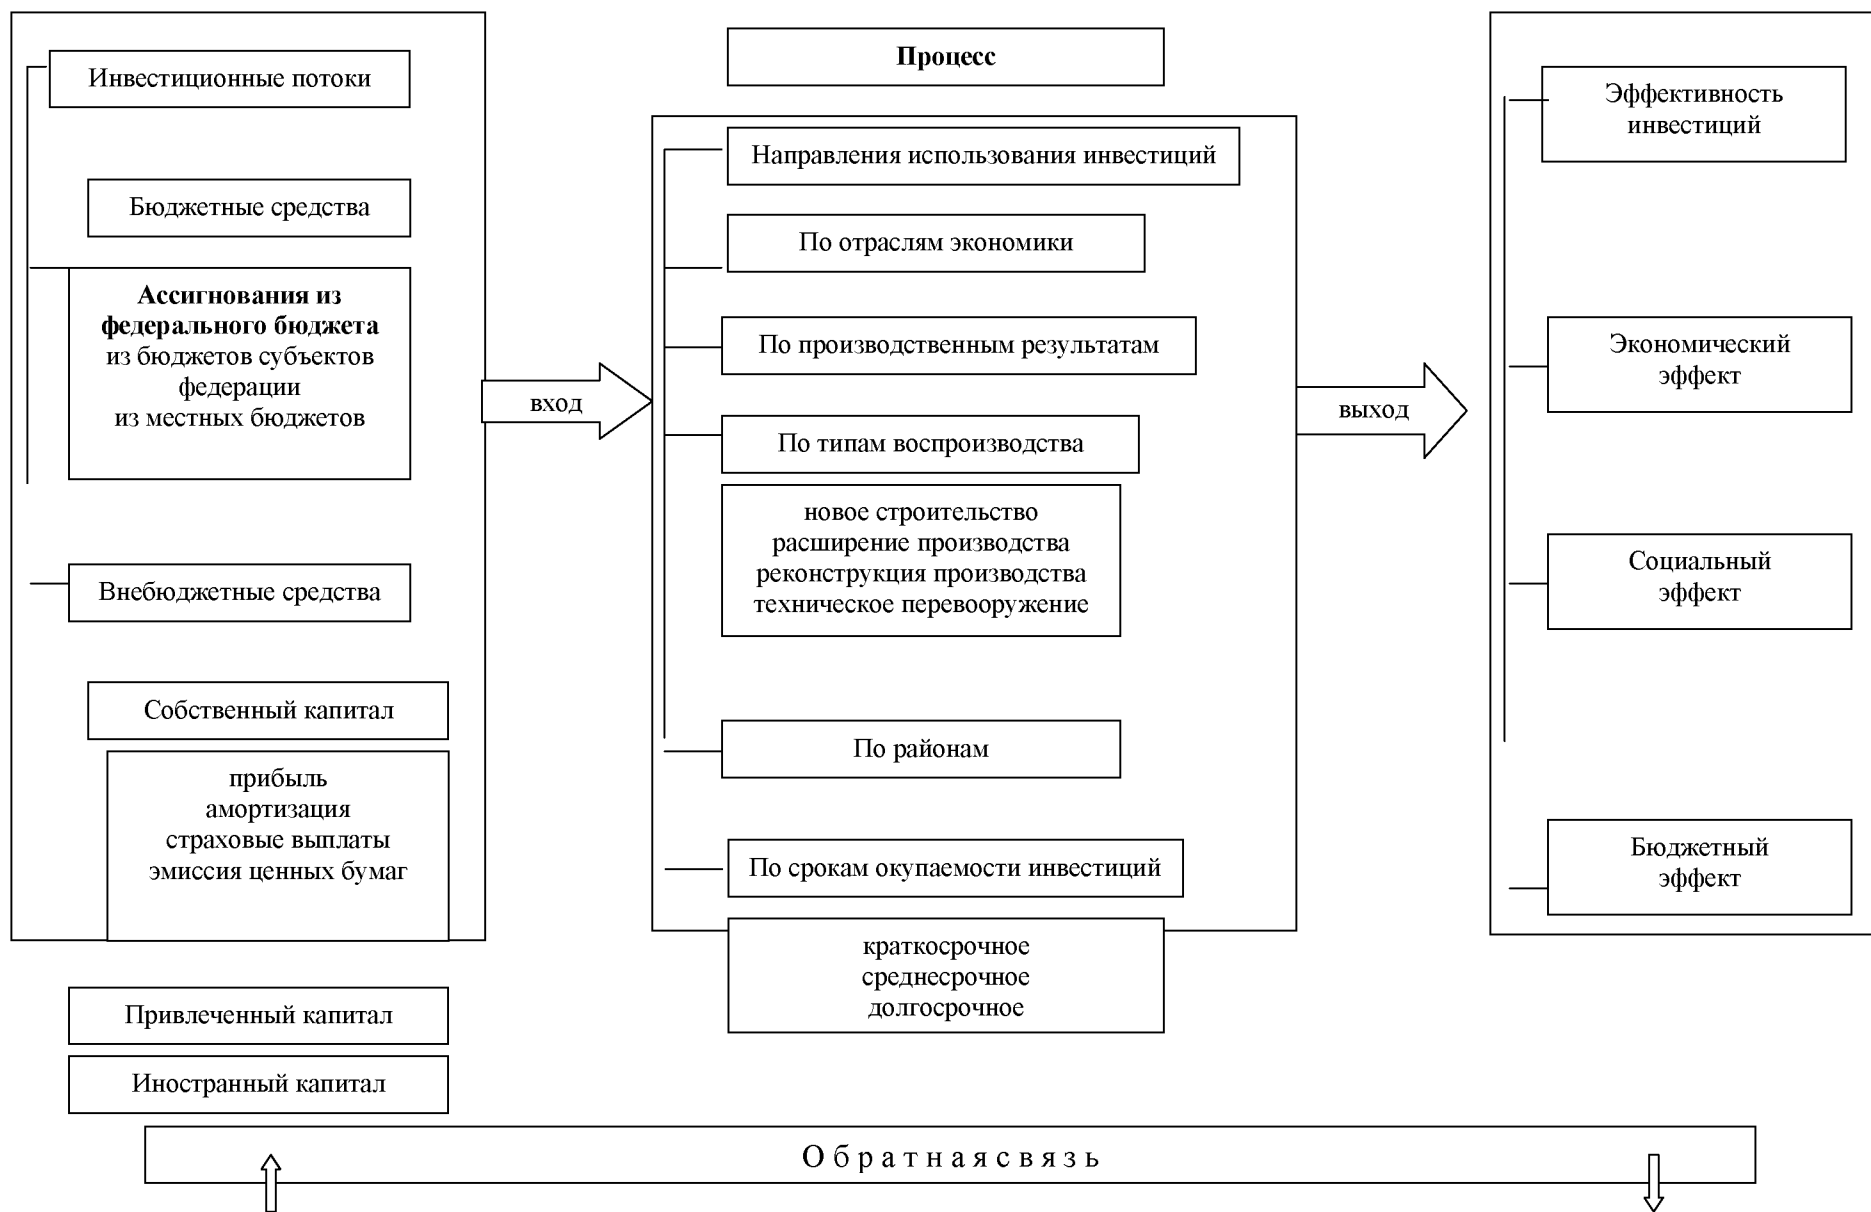 Инвестиционные потоки
Бюджетные средства
Ассигнования из
федерального бюджета
из бюджетов субъектов
федерации
из местных бюджетов
Внебюджетные средства
Собственный капитал
прибыль
амортизация
страховые выплаты
эмиссия ценных бумаг
Привлеченный капитал
Иностранный капитал
вход
Процесс
Направления использования инвестиций
По отраслям экономики
По производственным результатам
По типам воспроизводства
новое строительство
расширение производства
реконструкция производства
техническое перевооружение
По районам
По срокам окупаемости инвестиций
краткосрочное
среднесрочное
долгосрочное
выход
Эффективность
инвестиций
Экономический
эффект
Социальный
эффект
Бюджетный
эффект
О б р а т н а я с в я з ь